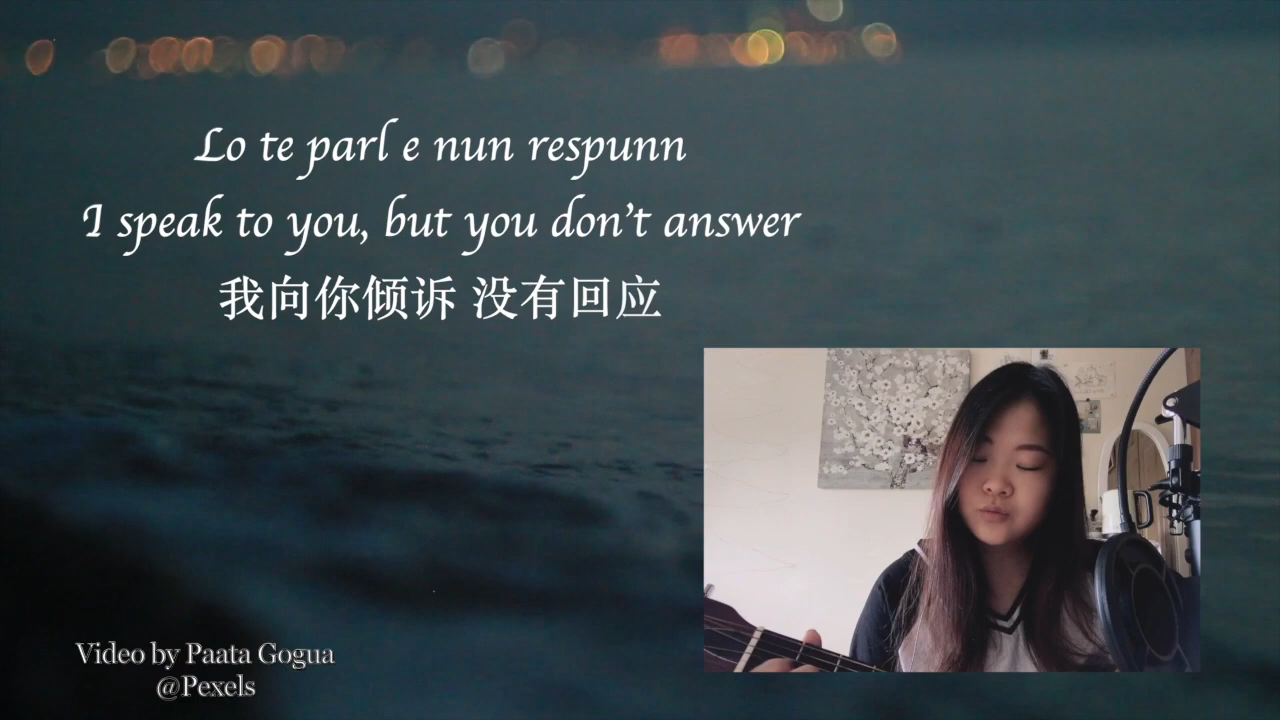 Lo te parl e nun respunn
I speak to you, but you don't answer
我向你倾诉 没有回应
Video by Paata Gogua
@Pexels